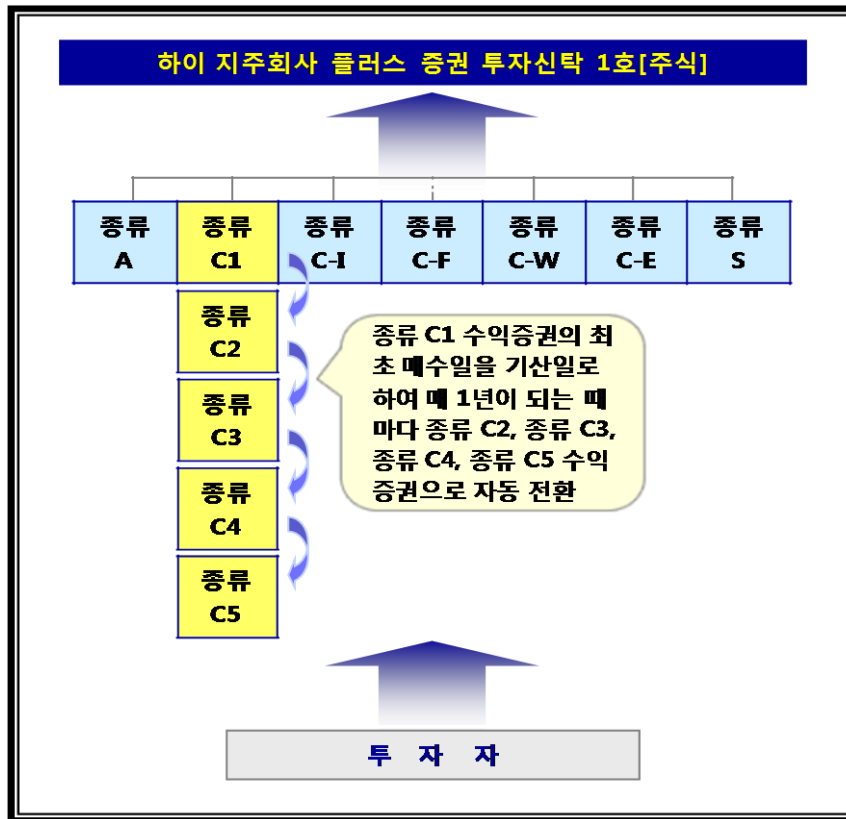 하이 지주회사 플러스 증권 투자신탁 1호[주식]
종류 A
종류 C1
종류 C-I
종류 C-F
종류 C-W
종류 C-E
종류 S
종류 C2
종류 C3
종류 C4
종류 C5
종류 C1 수익증권의 최
초 매수일을 기산일로
하여 매 1년이 되는 때
마다 종류 C2, 종류 C3,
종류 C4, 종류 C5 수익
증권으로 자동 전환
투 자 자